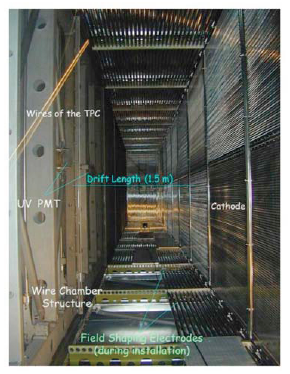 Wires of the TPC
Drift Length (1.5 m)
UV PMT
Cathode
Wire Chamber
Structure
Field Shaping Electrodes
(during installation)